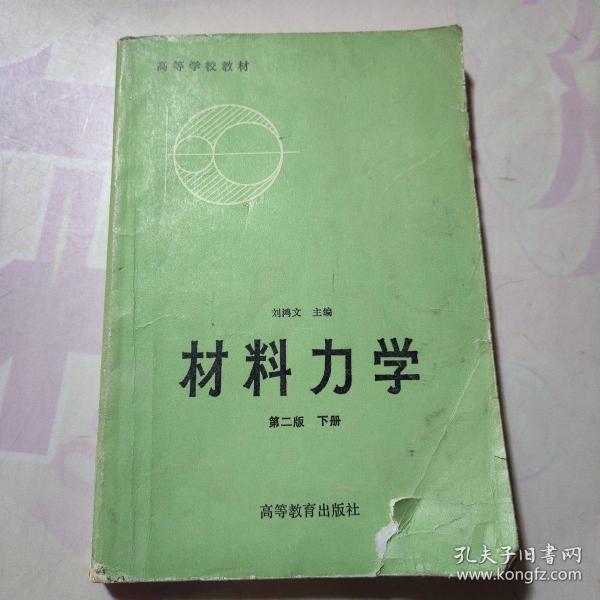 高等学校教材
刘鸿文 主编
材料力学
第二版 下册
高等教育出版社
孔夫子旧书网
www.kongfz.com